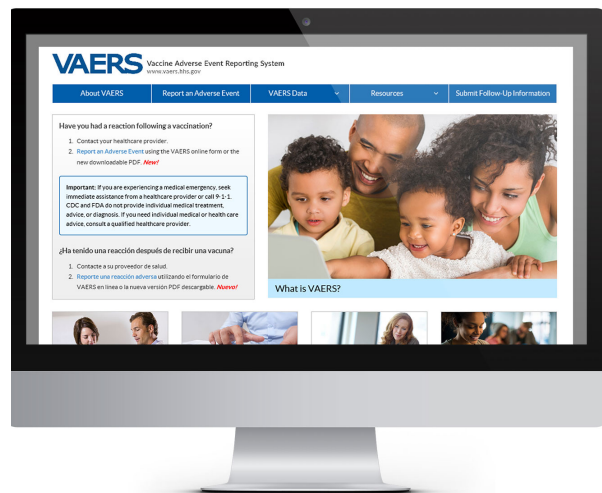 VAERS Vaccine Adverse Event Reporting System
www.vaers.hhs.gov
About VAERS Report an Adverse Event VAERS Data Resources Submit Follow-Up Information
Have you had a reaction following a vaccination?
1. Contact your healthcare provider.
2. Report an Adverse Event using the VAERS online form or the
new downloadable PDF. New!
Important: If you are experiencing a medical emergency, seek
immediate assistance from a healthcare provider or call 9-1-1.
CDC and FDA do not provide individual medical treatment,
advice, or diagnosis. If you need individual medical or health care
advice, consult a qualified healthcare provider.
¿Ha tenido una reacción después de recibir una vacuna?
1. Contacte a su proveedor de salud.
2. Reporte una reacción adversa utilizando el formulario de
VAERS en línea o la nueva versión PDF descargable. Nuevo!
What is VAERS?